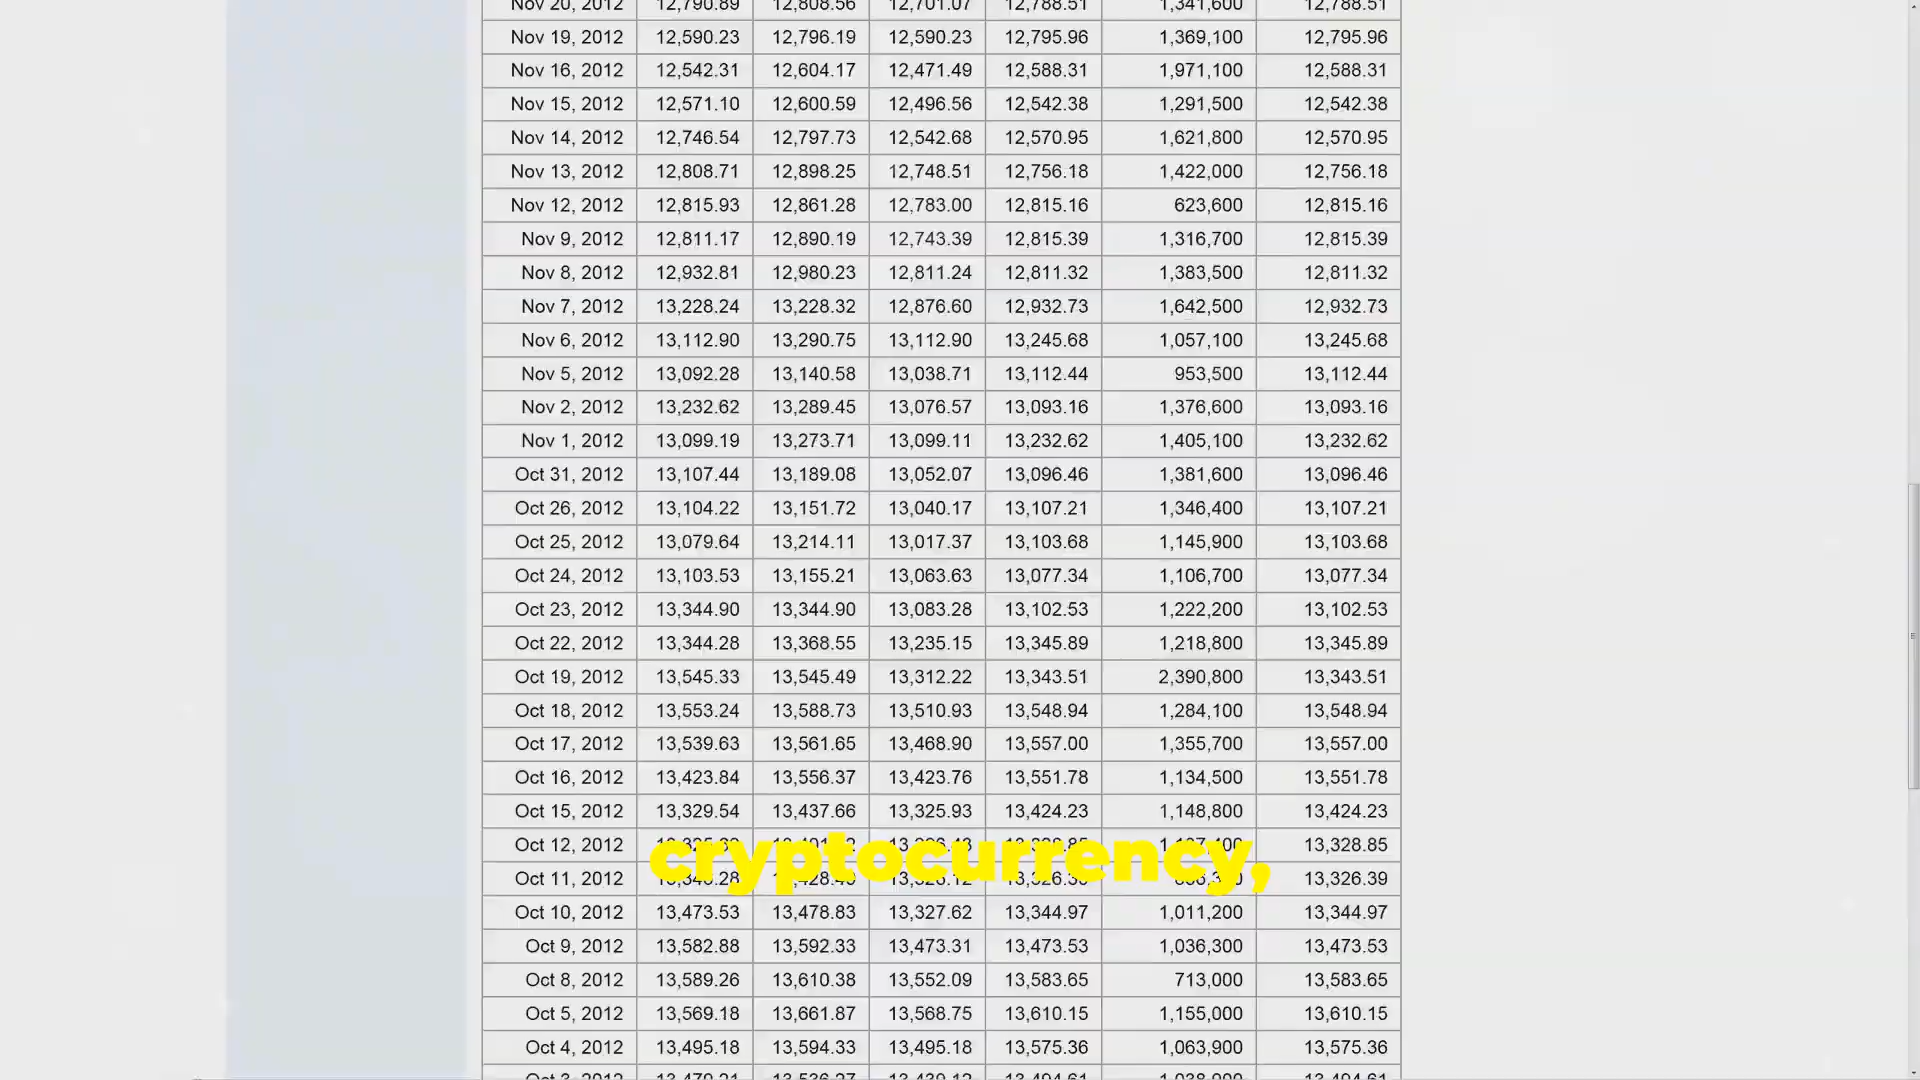 Nov 20, 2012 12,790.89 12,808.56 12,701.07 12,788.51 1,341,600 12,788.51
Nov 19, 2012 12,590.23 12,796.19 12,590.23 12,795.96 1,369,100 12,795.96
Nov 16, 2012 12,542.31 12,604.17 12,471.49 12,588.31 1,971,100 12,588.31
Nov 15, 2012 12,571.10 12,600.59 12,496.56 12,542.38 1,291,500 12,542.38
Nov 14, 2012 12,746.54 12,797.73 12,542.68 12,570.95 1,621,800 12,570.95
Nov 13, 2012 12,808.71 12,898.25 12,748.51 12,756.18 1,422,000 12,756.18
Nov 12, 2012 12,815.93 12,861.28 12,783.00 12,815.16 623,600 12,815.16
Nov 9, 2012 12,811.17 12,890.19 12,743.39 12,815.39 1,316,700 12,815.39
Nov 8, 2012 12,932.81 12,980.23 12,811.24 12,811.32 1,383,500 12,811.32
Nov 7, 2012 13,228.24 13,228.32 12,876.60 12,932.73 1,642,500 12,932.73
Nov 6, 2012 13,112.90 13,290.75 13,112.90 13,245.68 1,057,100 13,245.68
Nov 5, 2012 13,092.28 13,140.58 13,038.71 13,112.44 953,500 13,112.44
Nov 2, 2012 13,232.62 13,289.45 13,076.57 13,093.16 1,376,600 13,093.16
Nov 1, 2012 13,099.19 13,273.71 13,099.11 13,232.62 1,405,100 13,232.62
Oct 31, 2012 13,107.44 13,189.08 13,052.07 13,096.46 1,381,600 13,096.46
Oct 26, 2012 13,104.22 13,151.72 13,040.17 13,107.21 1,346,400 13,107.21
Oct 25, 2012 13,079.64 13,214.11 13,017.37 13,103.68 1,145,900 13,103.68
Oct 24, 2012 13,103.53 13,155.21 13,063.63 13,077.34 1,106,700 13,077.34
Oct 23, 2012 13,344.90 13,344.90 13,083.28 13,102.53 1,222,200 13,102.53
Oct 22, 2012 13,344.28 13,368.55 13,235.15 13,345.89 1,218,800 13,345.89
Oct 19, 2012 13,545.33 13,545.49 13,312.22 13,343.51 2,390,800 13,343.51
Oct 18, 2012 13,553.24 13,588.73 13,510.93 13,548.94 1,284,100 13,548.94
Oct 17, 2012 13,539.63 13,561.65 13,468.90 13,557.00 1,355,700 13,557.00
Oct 16, 2012 13,423.84 13,556.37 13,423.76 13,551.78 1,134,500 13,551.78
Oct 15, 2012 13,329.54 13,437.66 13,325.93 13,424.23 1,148,800 13,424.23
Oct 12, 2012 13,328.85
cryptocurrency,
Oct 11, 2012 13,326.39
Oct 10, 2012 13,473.53 13,478.83 13,327.62 13,344.97 1,011,200 13,344.97
Oct 9, 2012 13,582.88 13,592.33 13,473.31 13,473.53 1,036,300 13,473.53
Oct 8, 2012 13,589.26 13,610.38 13,552.09 13,583.65 713,000 13,583.65
Oct 5, 2012 13,569.18 13,661.87 13,568.75 13,610.15 1,155,000 13,610.15
Oct 4, 2012 13,495.18 13,594.33 13,495.18 13,575.36 1,063,900 13,575.36